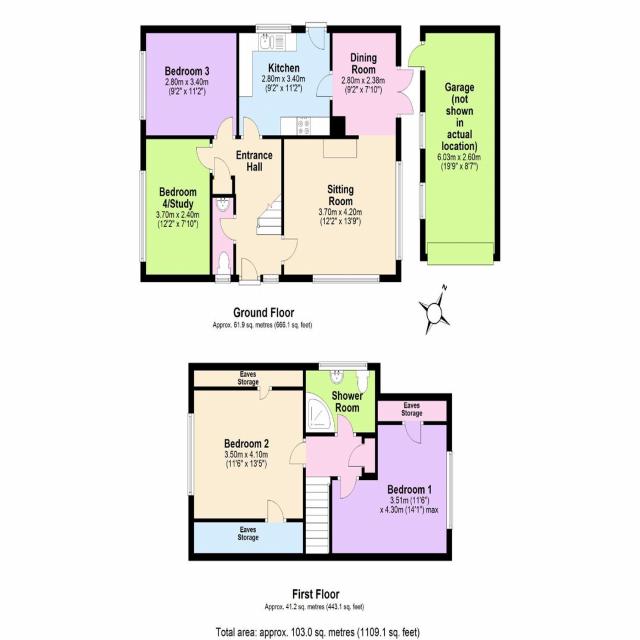 Bedroom 3
2.80m x 3.40m
(9'2" x 11'2")
Kitchen
2.80m x 3.40m
(9'2" x 11'2")
Dining
Room
2.80m x 2.38m
(9'2" x 7'10")
Garage
(not
shown
in
actual
location)
6.03m x 2.60m
(19'9" x 8'7")
Entrance
Hall
Bedroom
4/Study
3.70m x 2.40m
(12'2" x 7'10")
Sitting
Room
3.70m x 4.20m
(12'2" x 13'9")
Ground Floor
Approx. 61.9 sq. metres (666.1 sq. feet)
N
Eaves
Storage
Shower
Room
Eaves
Storage
Bedroom 2
3.50m x 4.10m
(11'6" x 13'5")
Bedroom 1
3.51m (11'6")
x 4.30m (14'1") max
Eaves
Storage
First Floor
Approx. 41.2 sq. metres (443.1 sq. feet)
Total area: approx. 103.0 sq. metres (1109.1 sq. feet)